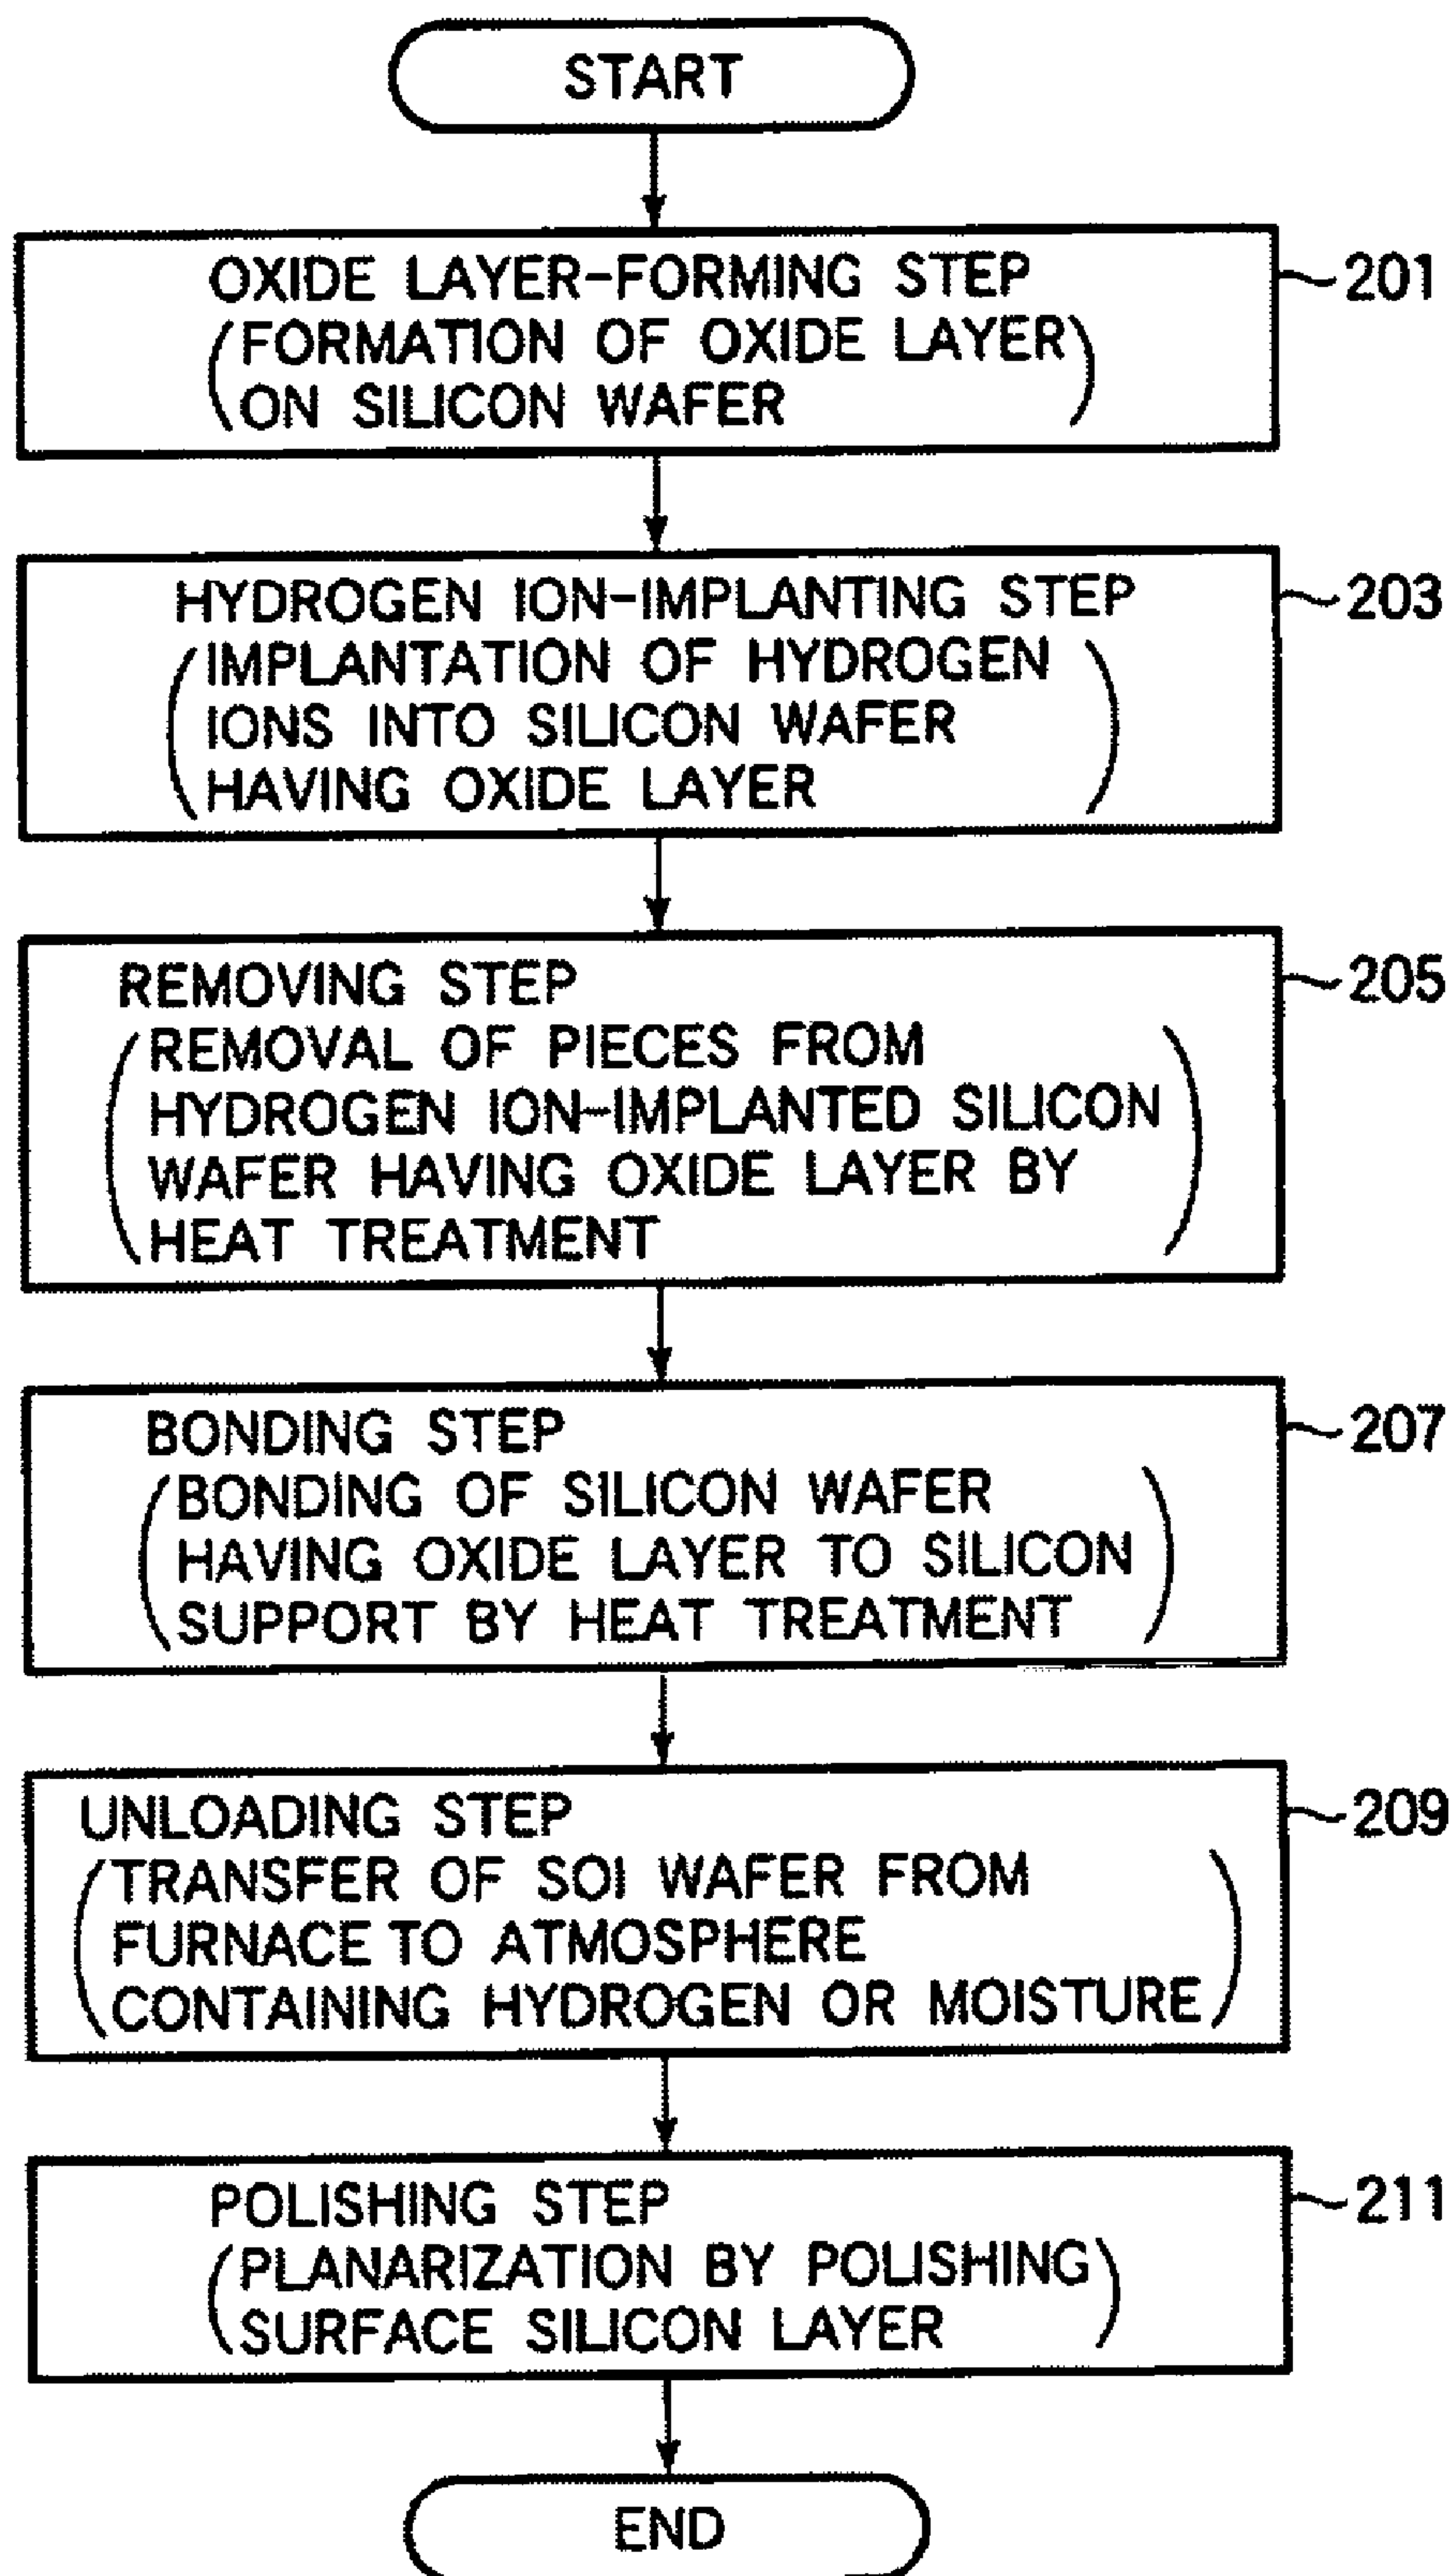 START
OXIDE LAYER-FORMING STEP
(FORMATION OF OXIDE LAYER
ON SILICON WAFER)
201
HYDROGEN ION-IMPLANTING STEP
(IMPLANTATION OF HYDROGEN
IONS INTO SILICON WAFER
HAVING OXIDE LAYER)
203
REMOVING STEP
(REMOVAL OF PIECES FROM
HYDROGEN ION-IMPLANTED SILICON
WAFER HAVING OXIDE LAYER BY
HEAT TREATMENT)
205
BONDING STEP
(BONDING OF SILICON WAFER
HAVING OXIDE LAYER TO SILICON
SUPPORT BY HEAT TREATMENT)
207
UNLOADING STEP
(TRANSFER OF SOI WAFER FROM
FURNACE TO ATMOSPHERE
CONTAINING HYDROGEN OR MOISTURE)
209
POLISHING STEP
(PLANARIZATION BY POLISHING
SURFACE SILICON LAYER)
211
END